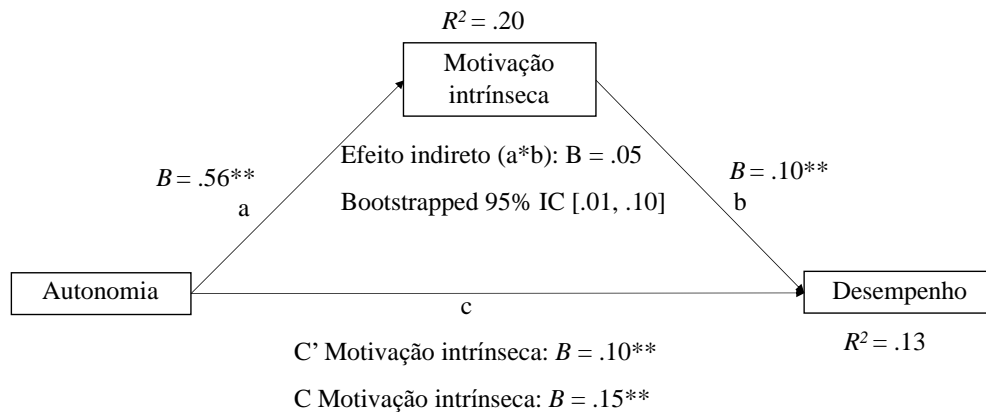 R² = .20
Motivação
intrínseca
Efeito indireto (a*b): B = .05
Bootstrapped 95% IC [.01, .10]
B = .56**
a
B = .10**
b
Autonomia
Desempenho
c
R² = .13
C’ Motivação intrínseca: B = .10**
C Motivação intrínseca: B = .15**